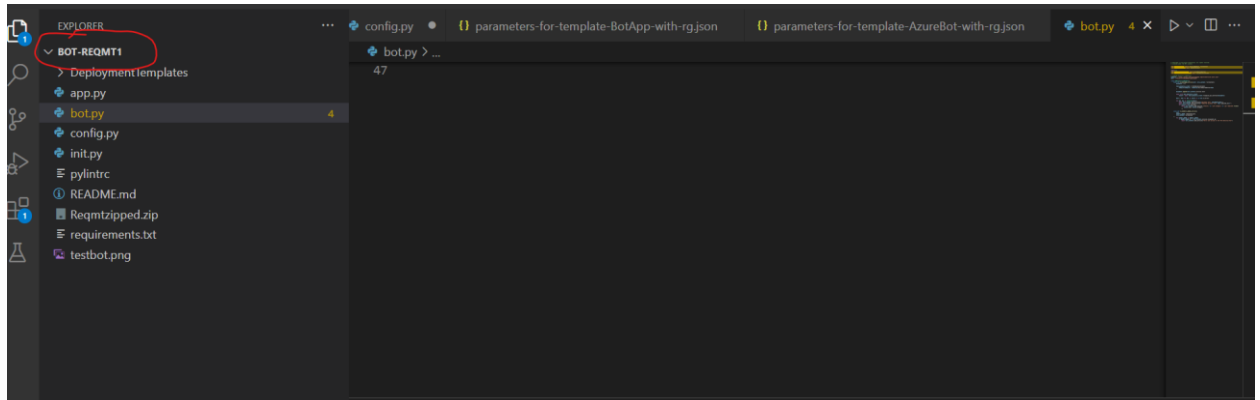 EXPLORER ... config.py {} parameters-for-template-BotApp-with-rg.json {} parameters-for-template-AzureBot-with-rg.json bot.py 4
BOT-REQMT1
bot.py > ...
DeploymentTemplates
47
app.py
bot.py 4
config.py
init.py
pylintrc
README.md
Reqmtzipped.zip
requirements.txt
testbot.png
1
1